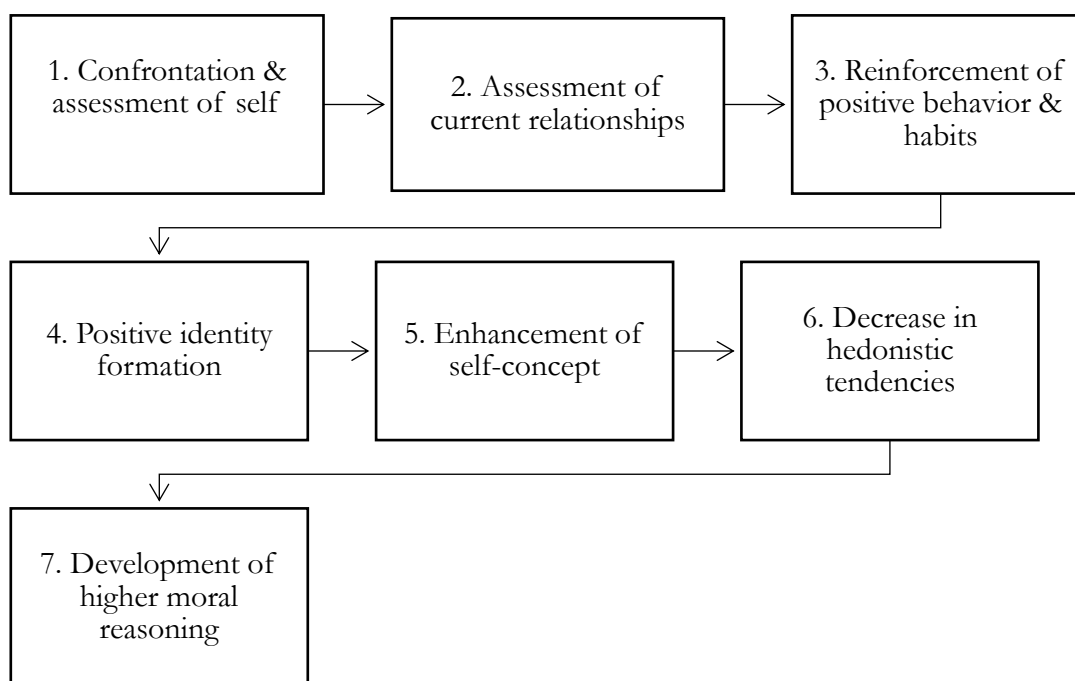 1. Confrontation &
assessment of self
2. Assessment of
current relationships
3. Reinforcement of
positive behavior &
habits
4. Positive identity
formation
5. Enhancement of
self-concept
6. Decrease in
hedonistic
tendencies
7. Development of
higher moral
reasoning